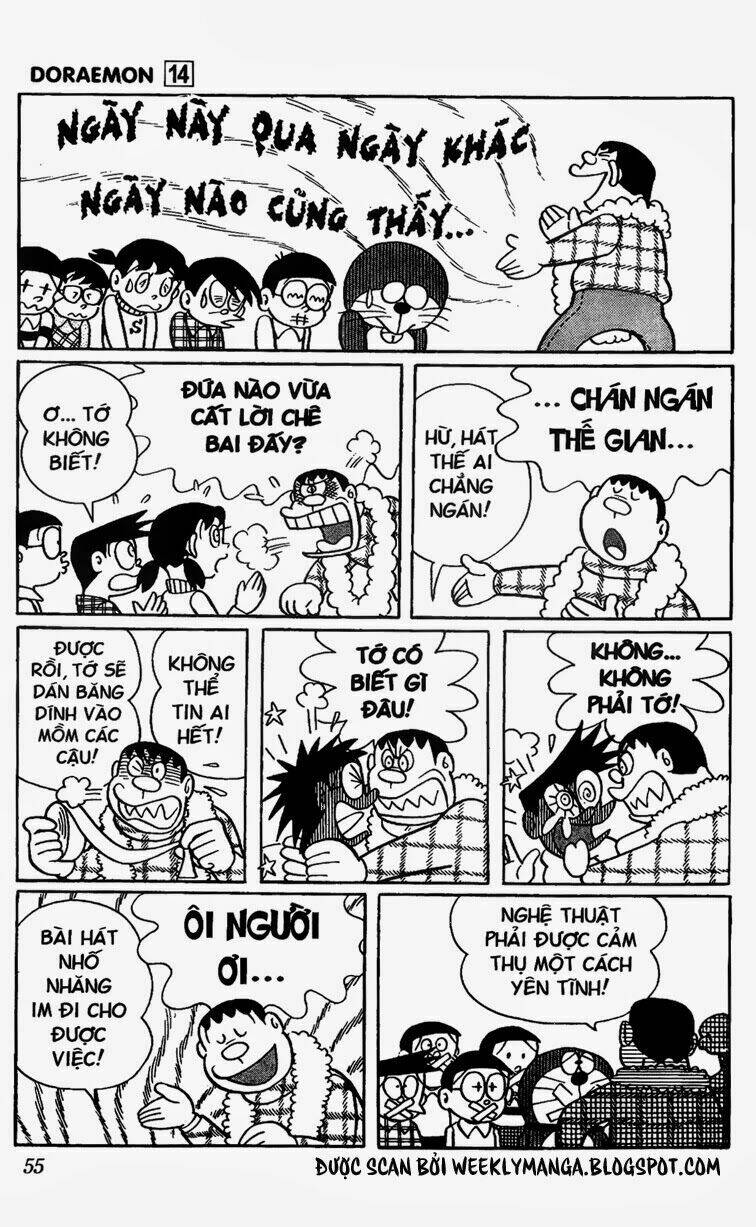 DORAEMON 14
NGÀY NÀY QUA NGÀY KHÁC
NGÀY NÀO CŨNG THẤY...
... CHÁN NGÁN
THẾ GIAN...
HỪ, HÁT
THẾ AI
CHẲNG
NGÁN!
ĐỨA NÀO VỪA
CẤT LỜI CHÊ
BAI ĐẤY?
Ơ... TỚ
KHÔNG
BIẾT!
KHÔNG...
KHÔNG
PHẢI TỚ!
TỚ CÓ
BIẾT GÌ
ĐÂU!
KHÔNG
THỂ
TIN AI
HẾT!
ĐƯỢC
RỒI, TỚ SẼ
DÁN BĂNG
DÍNH VÀO
MỒM CÁC
CẬU!
NGHỆ THUẬT
PHẢI ĐƯỢC CẢM
THỤ MỘT CÁCH
YÊN TĨNH!
ÔI NGƯỜI
ƠI...
BÀI HÁT
NHỐ
NHĂNG
IM ĐI CHO
ĐƯỢC
VIỆC!
S
55
ĐƯỢC SCAN BỞI WEEKLYMANGA.BLOGSPOT.COM